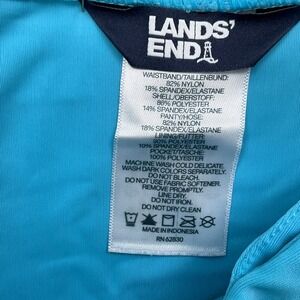 LANDS'
END
WAISTBAND/TAILLENBUND:
82% NYLON
18% SPANDEX/ELASTANE
SHELL/OBERSTOFF:
86% POLYESTER
14% SPANDEX/ELASTANE
PANTY/HOSE:
82% NYLON
18% SPANDEX/ELASTANE
LINING/FUTTER:
90% POLYESTER
10% SPANDEX/ELASTANE
POCKET/TASCHE:
100% POLYESTER
MACHINE WASH COLD DELICATE.
WASH DARK COLORS SEPARATELY.
DO NOT BLEACH.
DO NOT USE FABRIC SOFTENER.
REMOVE PROMPTLY.
LINE DRY.
DO NOT IRON.
DO NOT DRY CLEAN
MADE IN INDONESIA
RN-62830